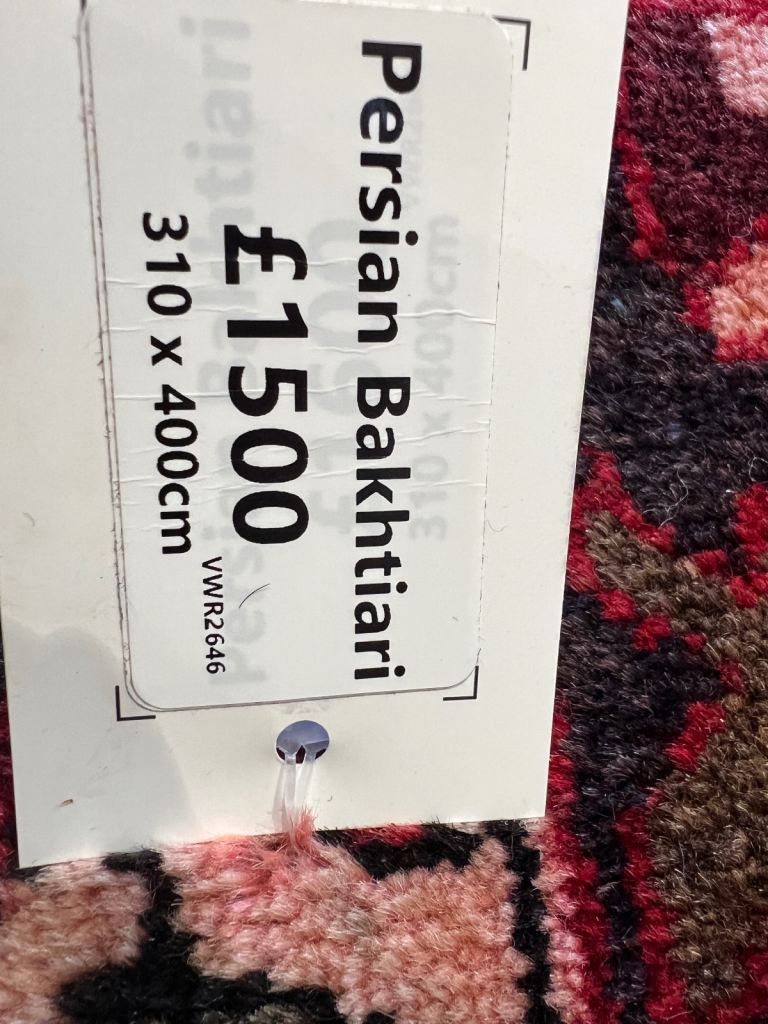 Persian Bakhtiari
£1500
310 x 400cm
VWR2646